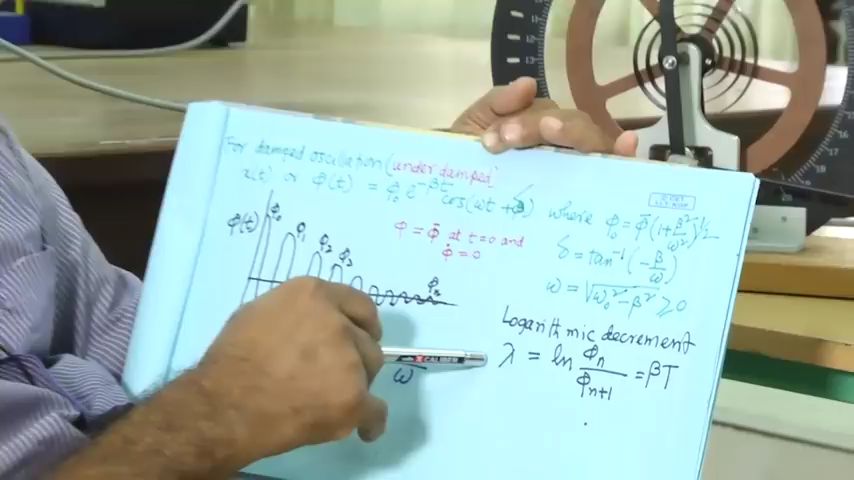 For damped oscillation (under damped)
x(t) or φ(t) = φ₀ e^{-βt} cos(ωt + δ) where φ₀ = φ̄ (1 + β²/ω²)^{1/2}
φ(t) φ₀ φ₁ φ₂ φ₃ φₙ
φ = φ̄ at t=0 and
φ̇ = 0
δ = tan⁻¹ (-β/ω)
ω = √(ω₀² - β²) ≥ 0
Logarithmic decrement
λ = ln φₙ/φₙ₊₁ = βT
ω
CALIBRE